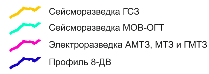 Сейсморазведка ГСЗ
Сейсморазведка МОВ-ОГТ
Электроразведка АМТЗ, МТЗ и ГМТЗ
Профиль 8-ДВ